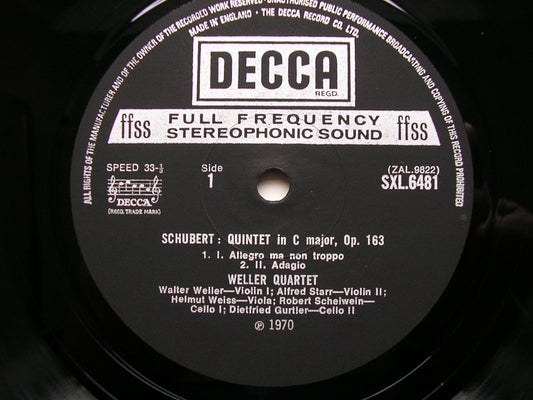 ALL RIGHTS OF THE MANUFACTURER AND OF THE OWNER OF THE RECORDED WORK RESERVED · UNAUTHORISED PUBLIC PERFORMANCE BROADCASTING AND COPYING OF THIS RECORD PROHIBITED
MADE IN ENGLAND · THE DECCA RECORD CO. LTD.
DECCA
REGD.
ffss FULL FREQUENCY STEREOPHONIC SOUND ffss
SPEED 33-⅓
Side
1
(ZAL.9822)
SXL.6481
DECCA
(REGD. TRADE MARK)
SCHUBERT: QUINTET in C major, Op. 163
1. I. Allegro ma non troppo
2. II. Adagio
WELLER QUARTET
Walter Weller—Violin I; Alfred Starr—Violin II;
Helmut Weiss—Viola; Robert Scheiwein—
Cello I; Dietfried Gurtler—Cello II
℗ 1970